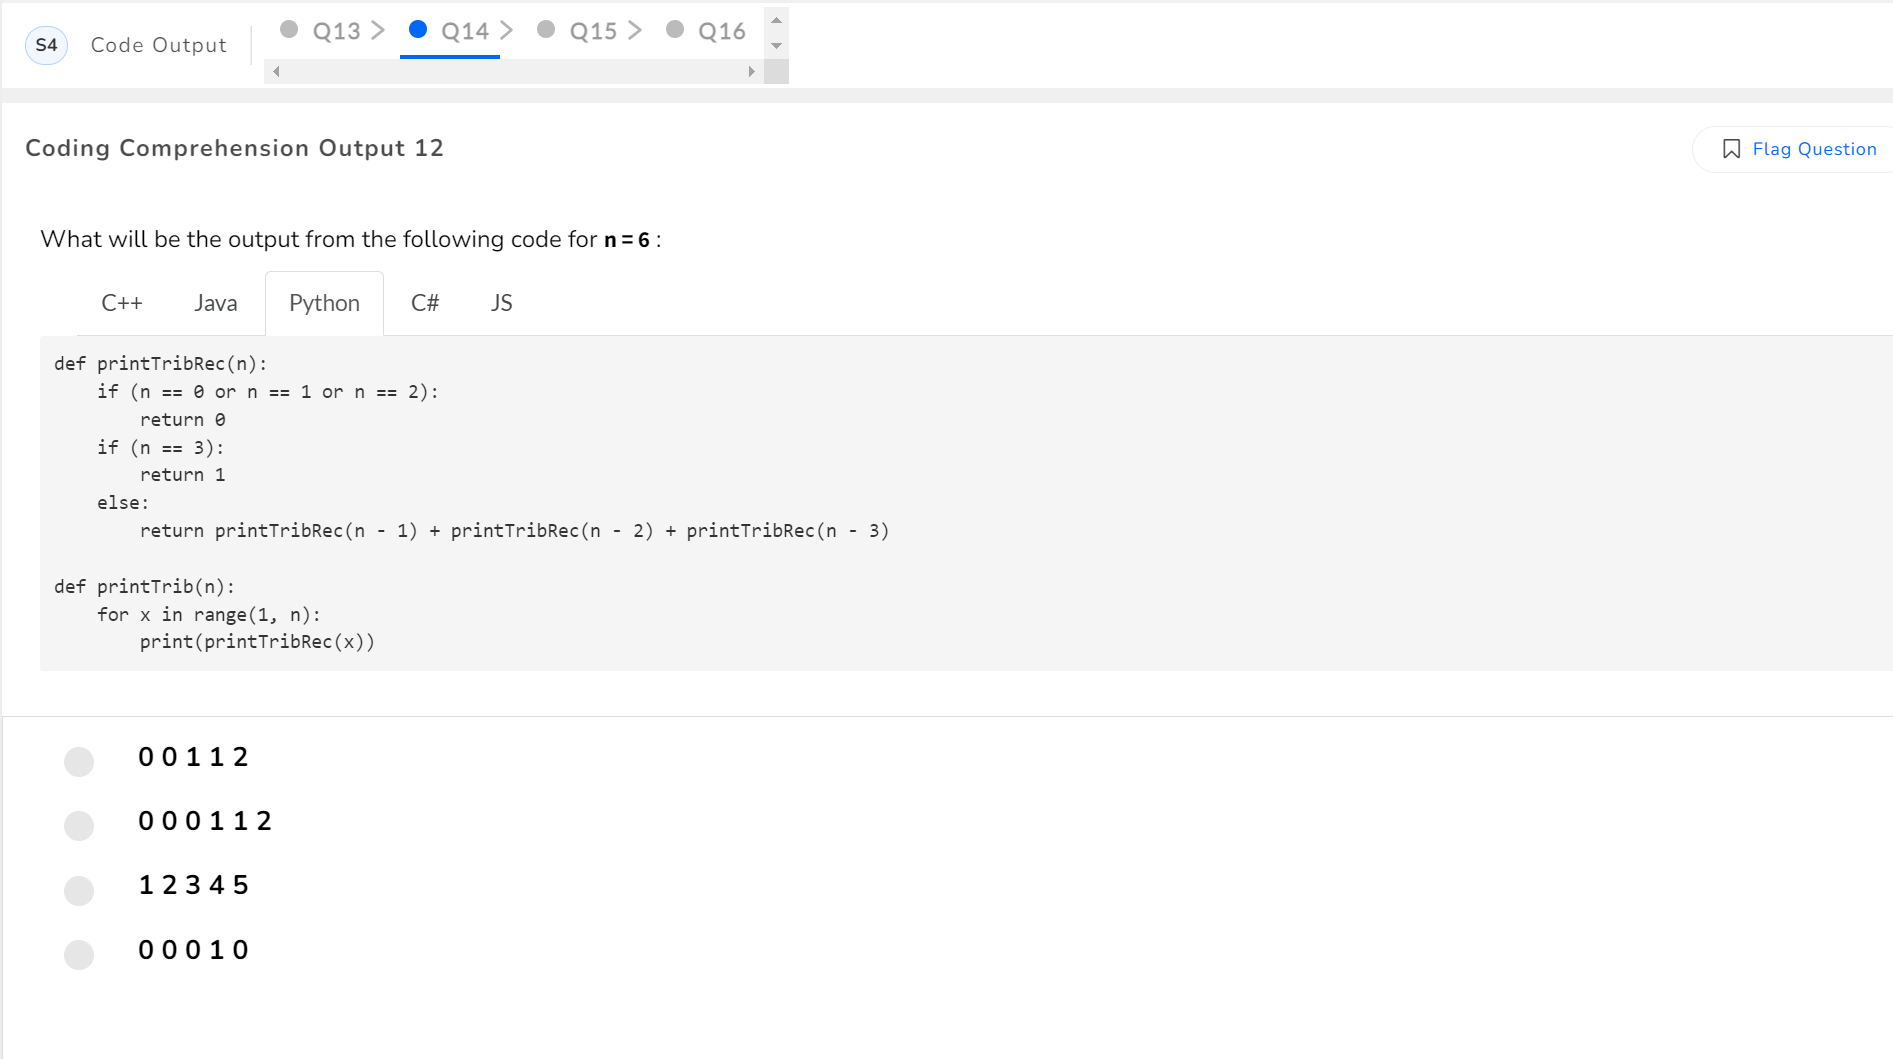 S4 Code Output Q13 Q14 Q15 Q16
Coding Comprehension Output 12
Flag Question
What will be the output from the following code for n = 6 :
C++ Java Python C# JS
def printTribRec(n):
    if (n == 0 or n == 1 or n == 2):
        return 0
    if (n == 3):
        return 1
    else:
        return printTribRec(n - 1) + printTribRec(n - 2) + printTribRec(n - 3)
def printTrib(n):
    for x in range(1, n):
        print(printTribRec(x))
0 0 1 1 2
0 0 0 1 1 2
1 2 3 4 5
0 0 0 1 0